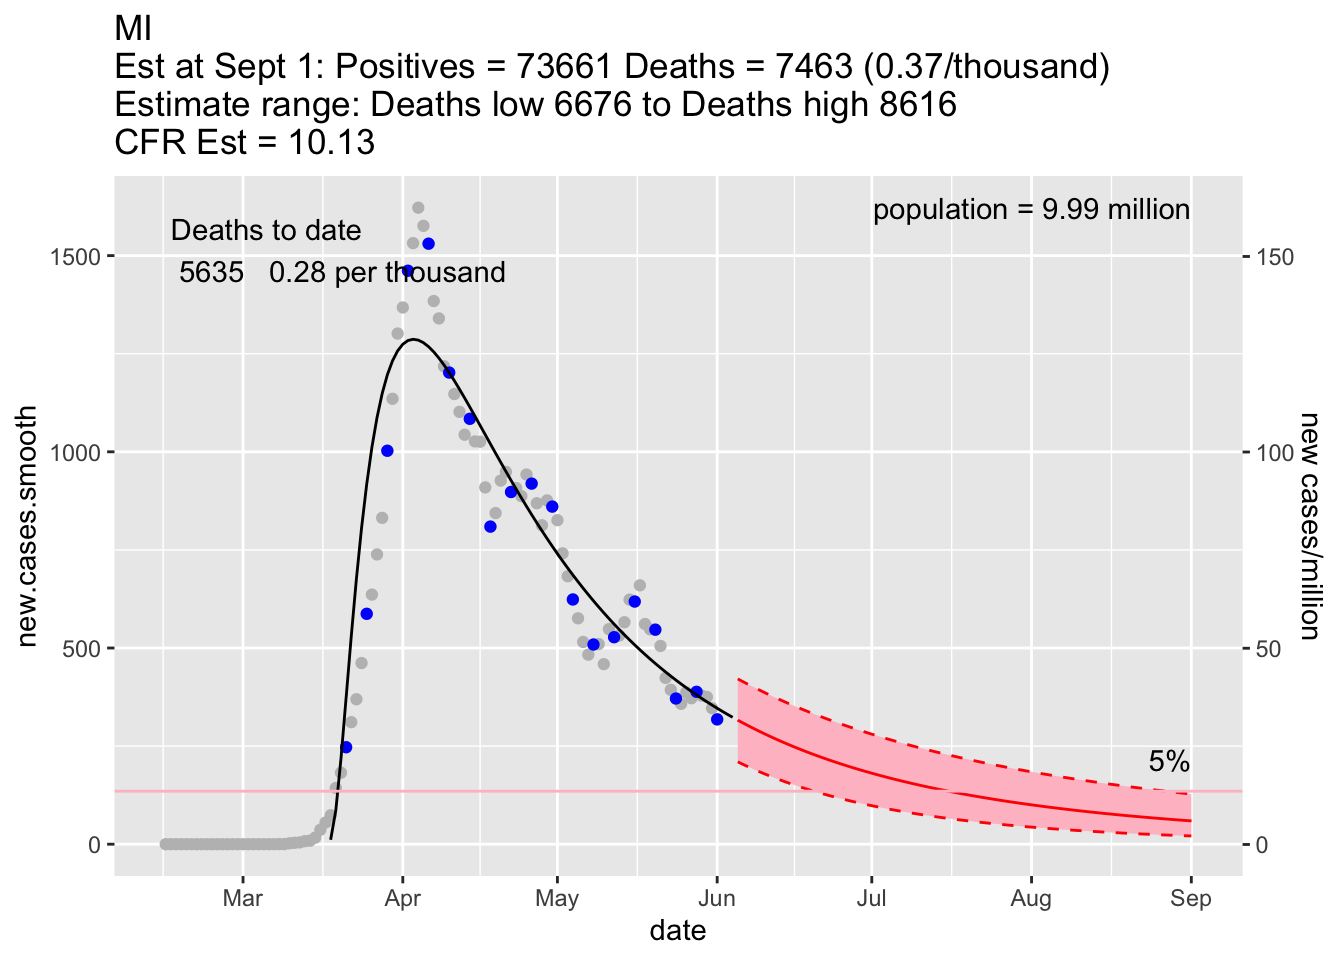 MI
Est at Sept 1: Positives = 73661 Deaths = 7463 (0.37/thousand)
Estimate range: Deaths low 6676 to Deaths high 8616
CFR Est = 10.13
population = 9.99 million
Deaths to date
5635 0.28 per thousand
1500
1000
500
0
new.cases.smooth
150
100
50
0
new cases/million
5%
Mar Apr May Jun Jul Aug Sep
date